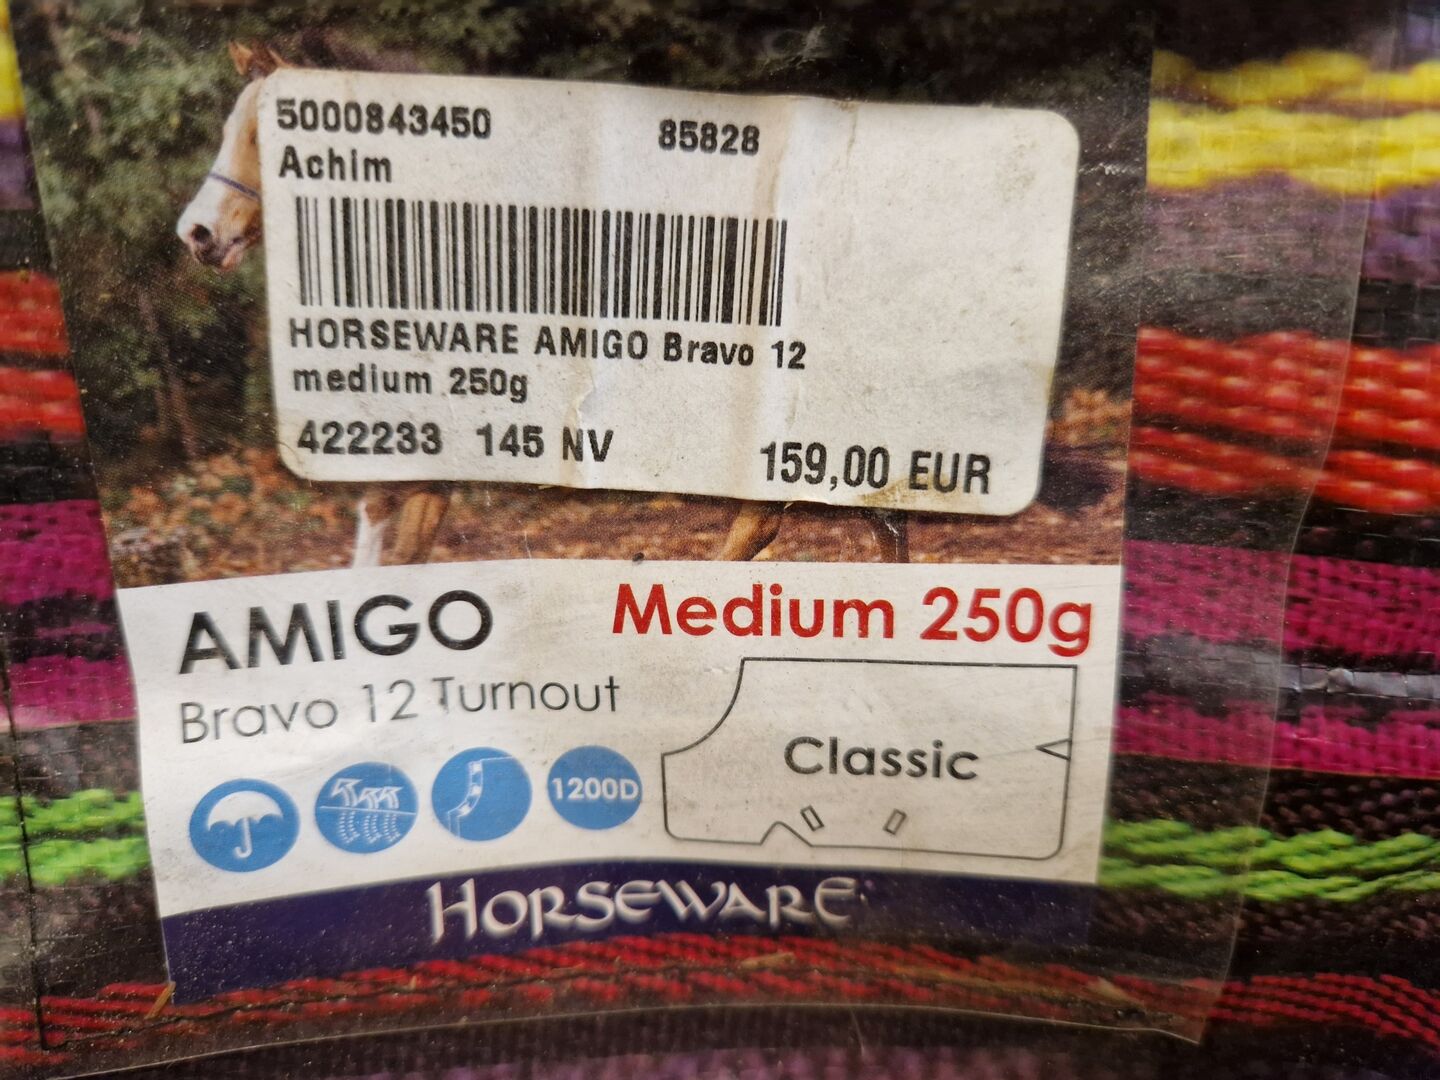 5000843450 85828
Achim
HORSEWARE AMIGO Bravo 12
medium 250g
422233 145 NV 159,00 EUR
AMIGO Medium 250g
Bravo 12 Turnout
Classic
1200D
HORSEWARE